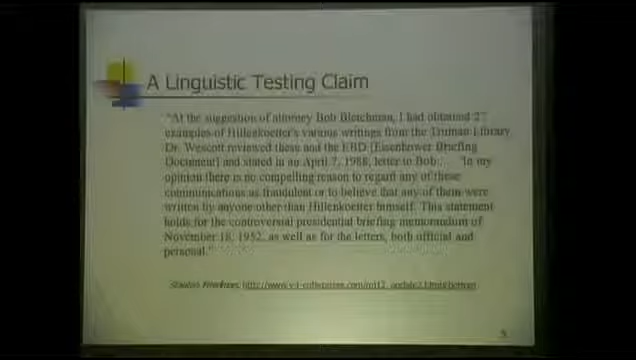 A Linguistic Testing Claim
"At the suggestion of attorney Bob Bletchman, I had obtained 27
examples of Hillenkoetter's various writings from the Truman Library.
Dr. Wescott reviewed these and the EBD [Eisenhower Briefing
Document] and stated in an April 7, 1988, letter to Bob... 'In my
opinion there is no compelling reason to regard any of these
communications as fraudulent or to believe that any of them were
written by anyone other than Hillenkoetter himself. This statement
holds for the controversial presidential briefing memorandum of
November 18, 1952, as well as for the letters, both official and
personal.'"
Stanton Friedman,
5